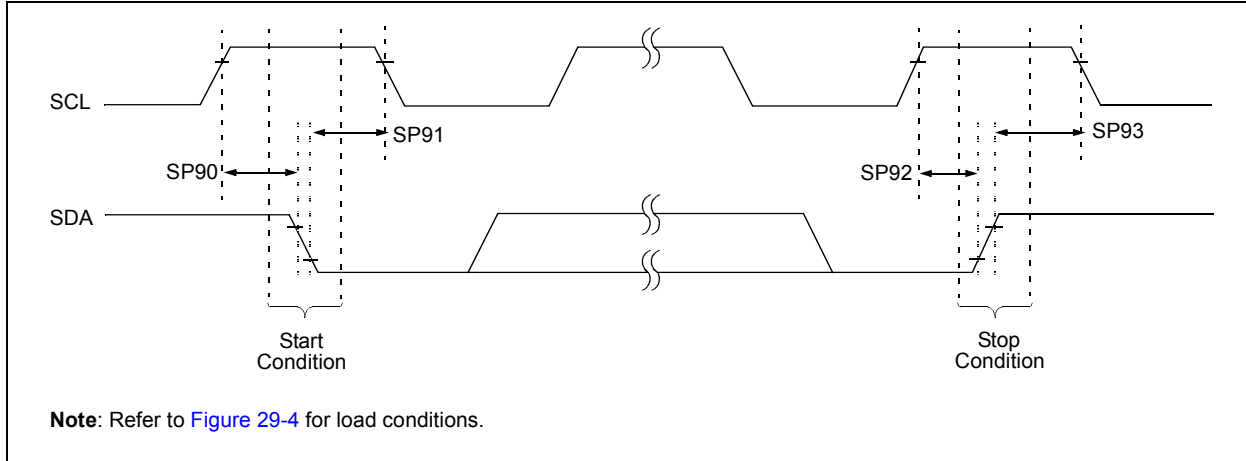 SCL
SP91
SP93
SP90
SP92
SDA
Start
Condition
Stop
Condition
Note: Refer to Figure 29-4 for load conditions.